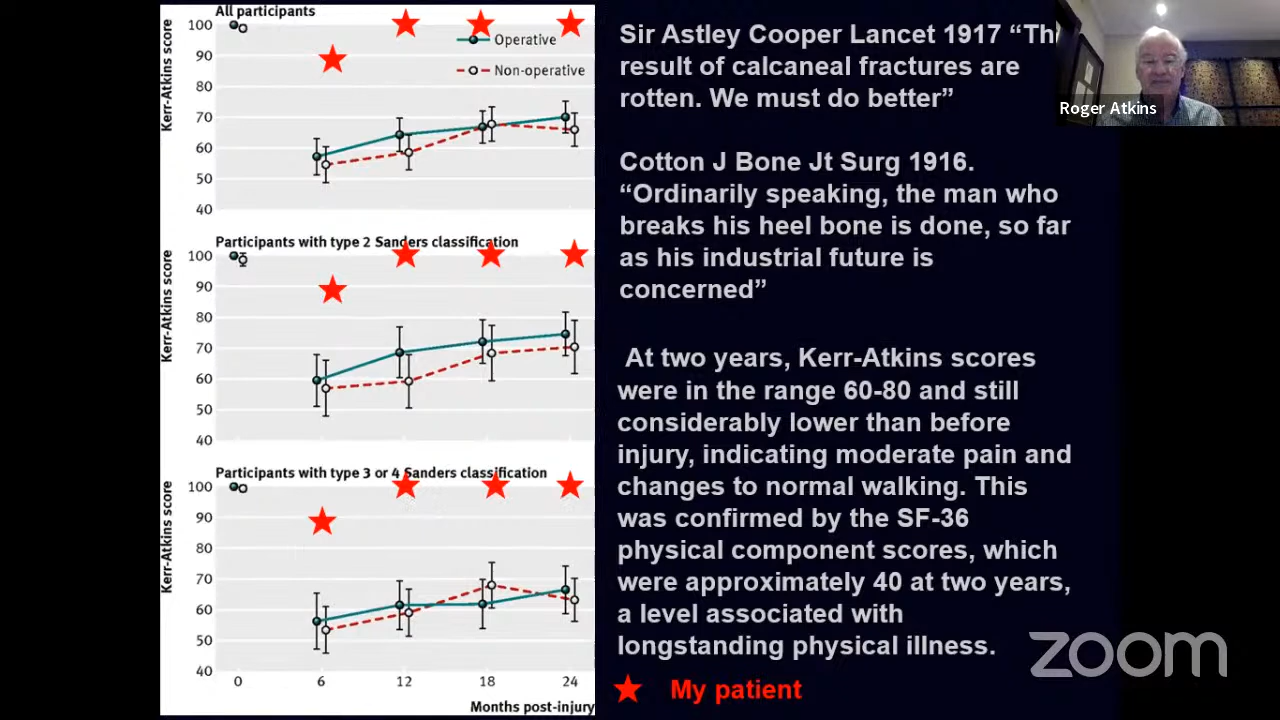 All participants
Kerr-Atkins score
100
90
80
70
60
50
40
Operative
Non-operative
Participants with type 2 Sanders classification
Kerr-Atkins score
100
90
80
70
60
50
40
Participants with type 3 or 4 Sanders classification
Kerr-Atkins score
100
90
80
70
60
50
40
0 6 12 18 24
Months post-injury
Sir Astley Cooper Lancet 1917 “Th
result of calcaneal fractures are
rotten. We must do better”
Cotton J Bone Jt Surg 1916.
“Ordinarily speaking, the man who
breaks his heel bone is done, so far
as his industrial future is
concerned”
At two years, Kerr-Atkins scores
were in the range 60-80 and still
considerably lower than before
injury, indicating moderate pain and
changes to normal walking. This
was confirmed by the SF-36
physical component scores, which
were approximately 40 at two years,
a level associated with
longstanding physical illness.
My patient
Roger Atkins
zoom